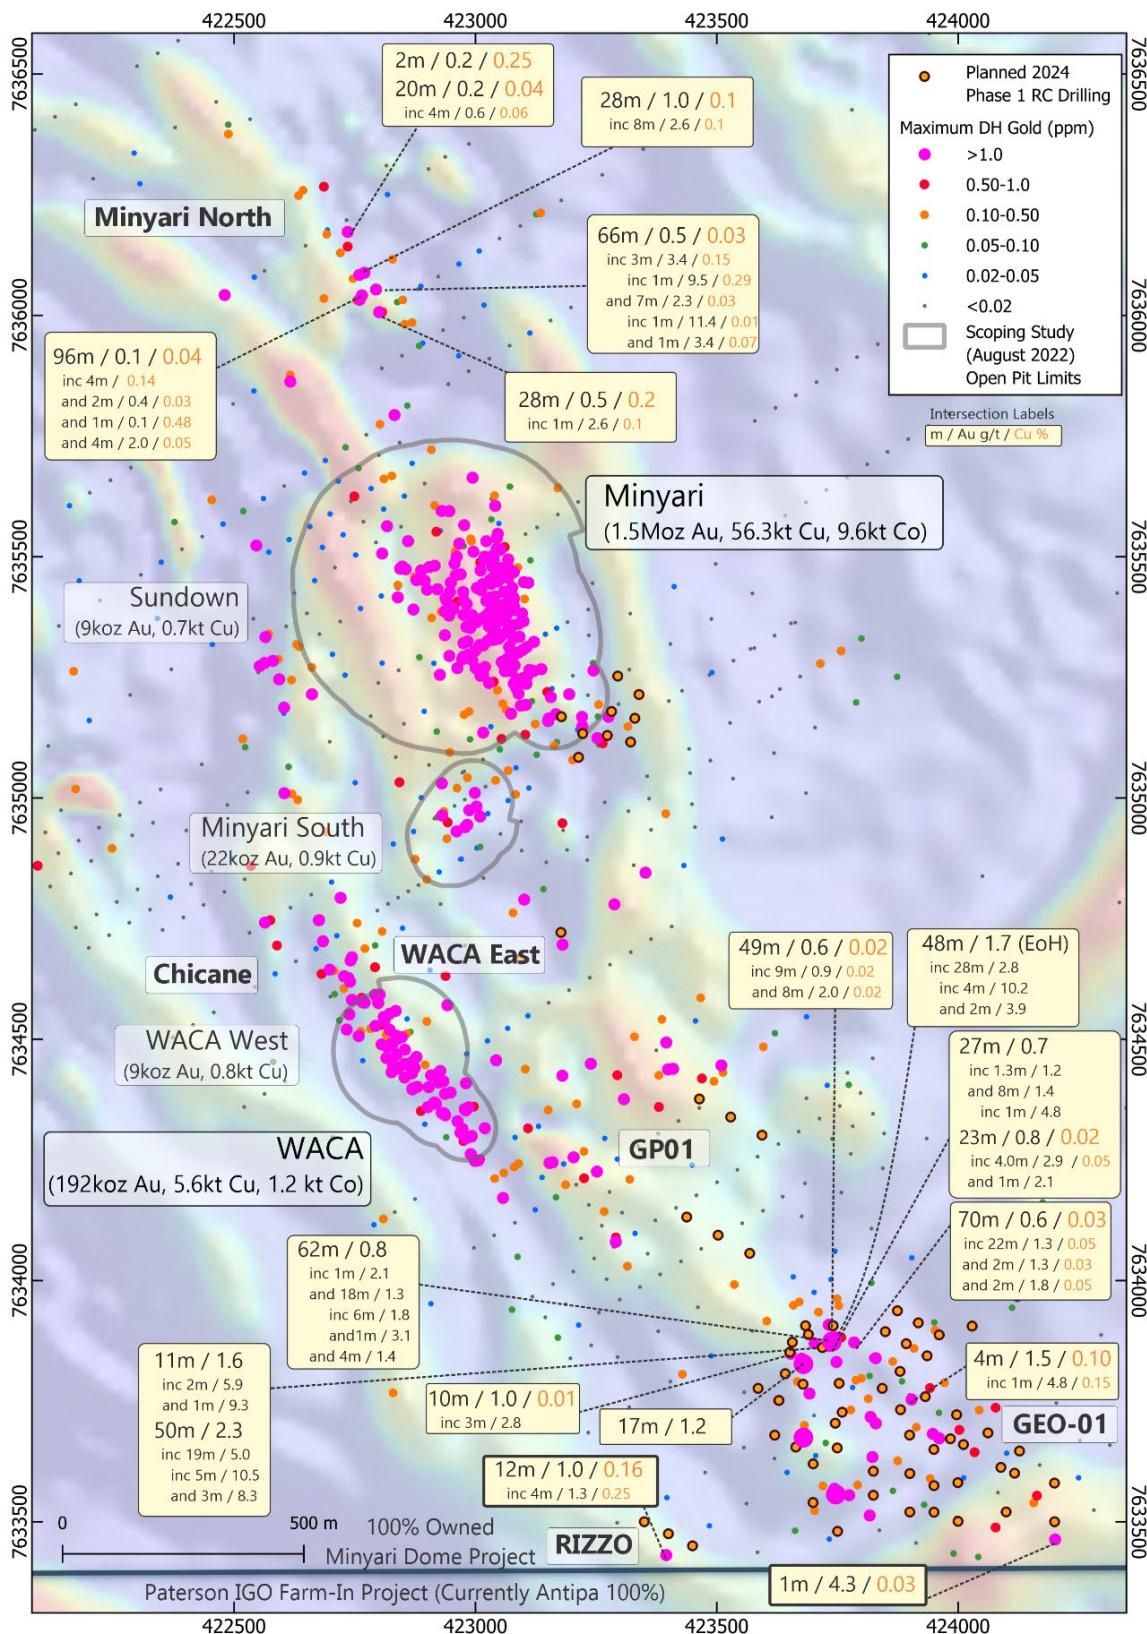 422500 423000 423500 424000
7636500
7636000
7635500
7635000
7634500
7634000
7633500
2m / 0.2 / 0.25
20m / 0.2 / 0.04
inc 4m / 0.6 / 0.06
28m / 1.0 / 0.1
inc 8m / 2.6 / 0.1
Planned 2024
Phase 1 RC Drilling
Maximum DH Gold (ppm)
>1.0
0.50-1.0
0.10-0.50
0.05-0.10
0.02-0.05
<0.02
Scoping Study
(August 2022)
Open Pit Limits
Intersection Labels
m / Au g/t / Cu %
Minyari North
66m / 0.5 / 0.03
inc 3m / 3.4 / 0.15
inc 1m / 9.5 / 0.29
and 7m / 2.3 / 0.03
inc 1m / 11.4 / 0.01
and 1m / 3.4 / 0.07
96m / 0.1 / 0.04
inc 4m / 0.14
and 2m / 0.4 / 0.03
and 1m / 0.1 / 0.48
and 4m / 2.0 / 0.05
28m / 0.5 / 0.2
inc 1m / 2.6 / 0.1
Minyari
(1.5Moz Au, 56.3kt Cu, 9.6kt Co)
Sundown
(9koz Au, 0.7kt Cu)
Minyari South
(22koz Au, 0.9kt Cu)
WACA East
Chicane
WACA West
(9koz Au, 0.8kt Cu)
WACA
(192koz Au, 5.6kt Cu, 1.2 kt Co)
GP01
49m / 0.6 / 0.02
inc 9m / 0.9 / 0.02
and 8m / 2.0 / 0.02
48m / 1.7 (EoH)
inc 28m / 2.8
inc 4m / 10.2
and 2m / 3.9
27m / 0.7
inc 1.3m / 1.2
and 8m / 1.4
inc 1m / 4.8
23m / 0.8 / 0.02
inc 4.0m / 2.9 / 0.05
and 1m / 2.1
70m / 0.6 / 0.03
inc 22m / 1.3 / 0.05
and 2m / 1.3 / 0.03
and 2m / 1.8 / 0.05
62m / 0.8
inc 1m / 2.1
and 18m / 1.3
inc 6m / 1.8
and1m / 3.1
and 4m / 1.4
11m / 1.6
inc 2m / 5.9
and 1m / 9.3
50m / 2.3
inc 19m / 5.0
inc 5m / 10.5
and 3m / 8.3
10m / 1.0 / 0.01
inc 3m / 2.8
17m / 1.2
4m / 1.5 / 0.10
inc 1m / 4.8 / 0.15
GEO-01
12m / 1.0 / 0.16
inc 4m / 1.3 / 0.25
RIZZO
1m / 4.3 / 0.03
0 500 m
100% Owned
Minyari Dome Project
Paterson IGO Farm-In Project (Currently Antipa 100%)
7636500
7636000
7635500
7635000
7634500
7634000
7633500
422500 423000 423500 424000